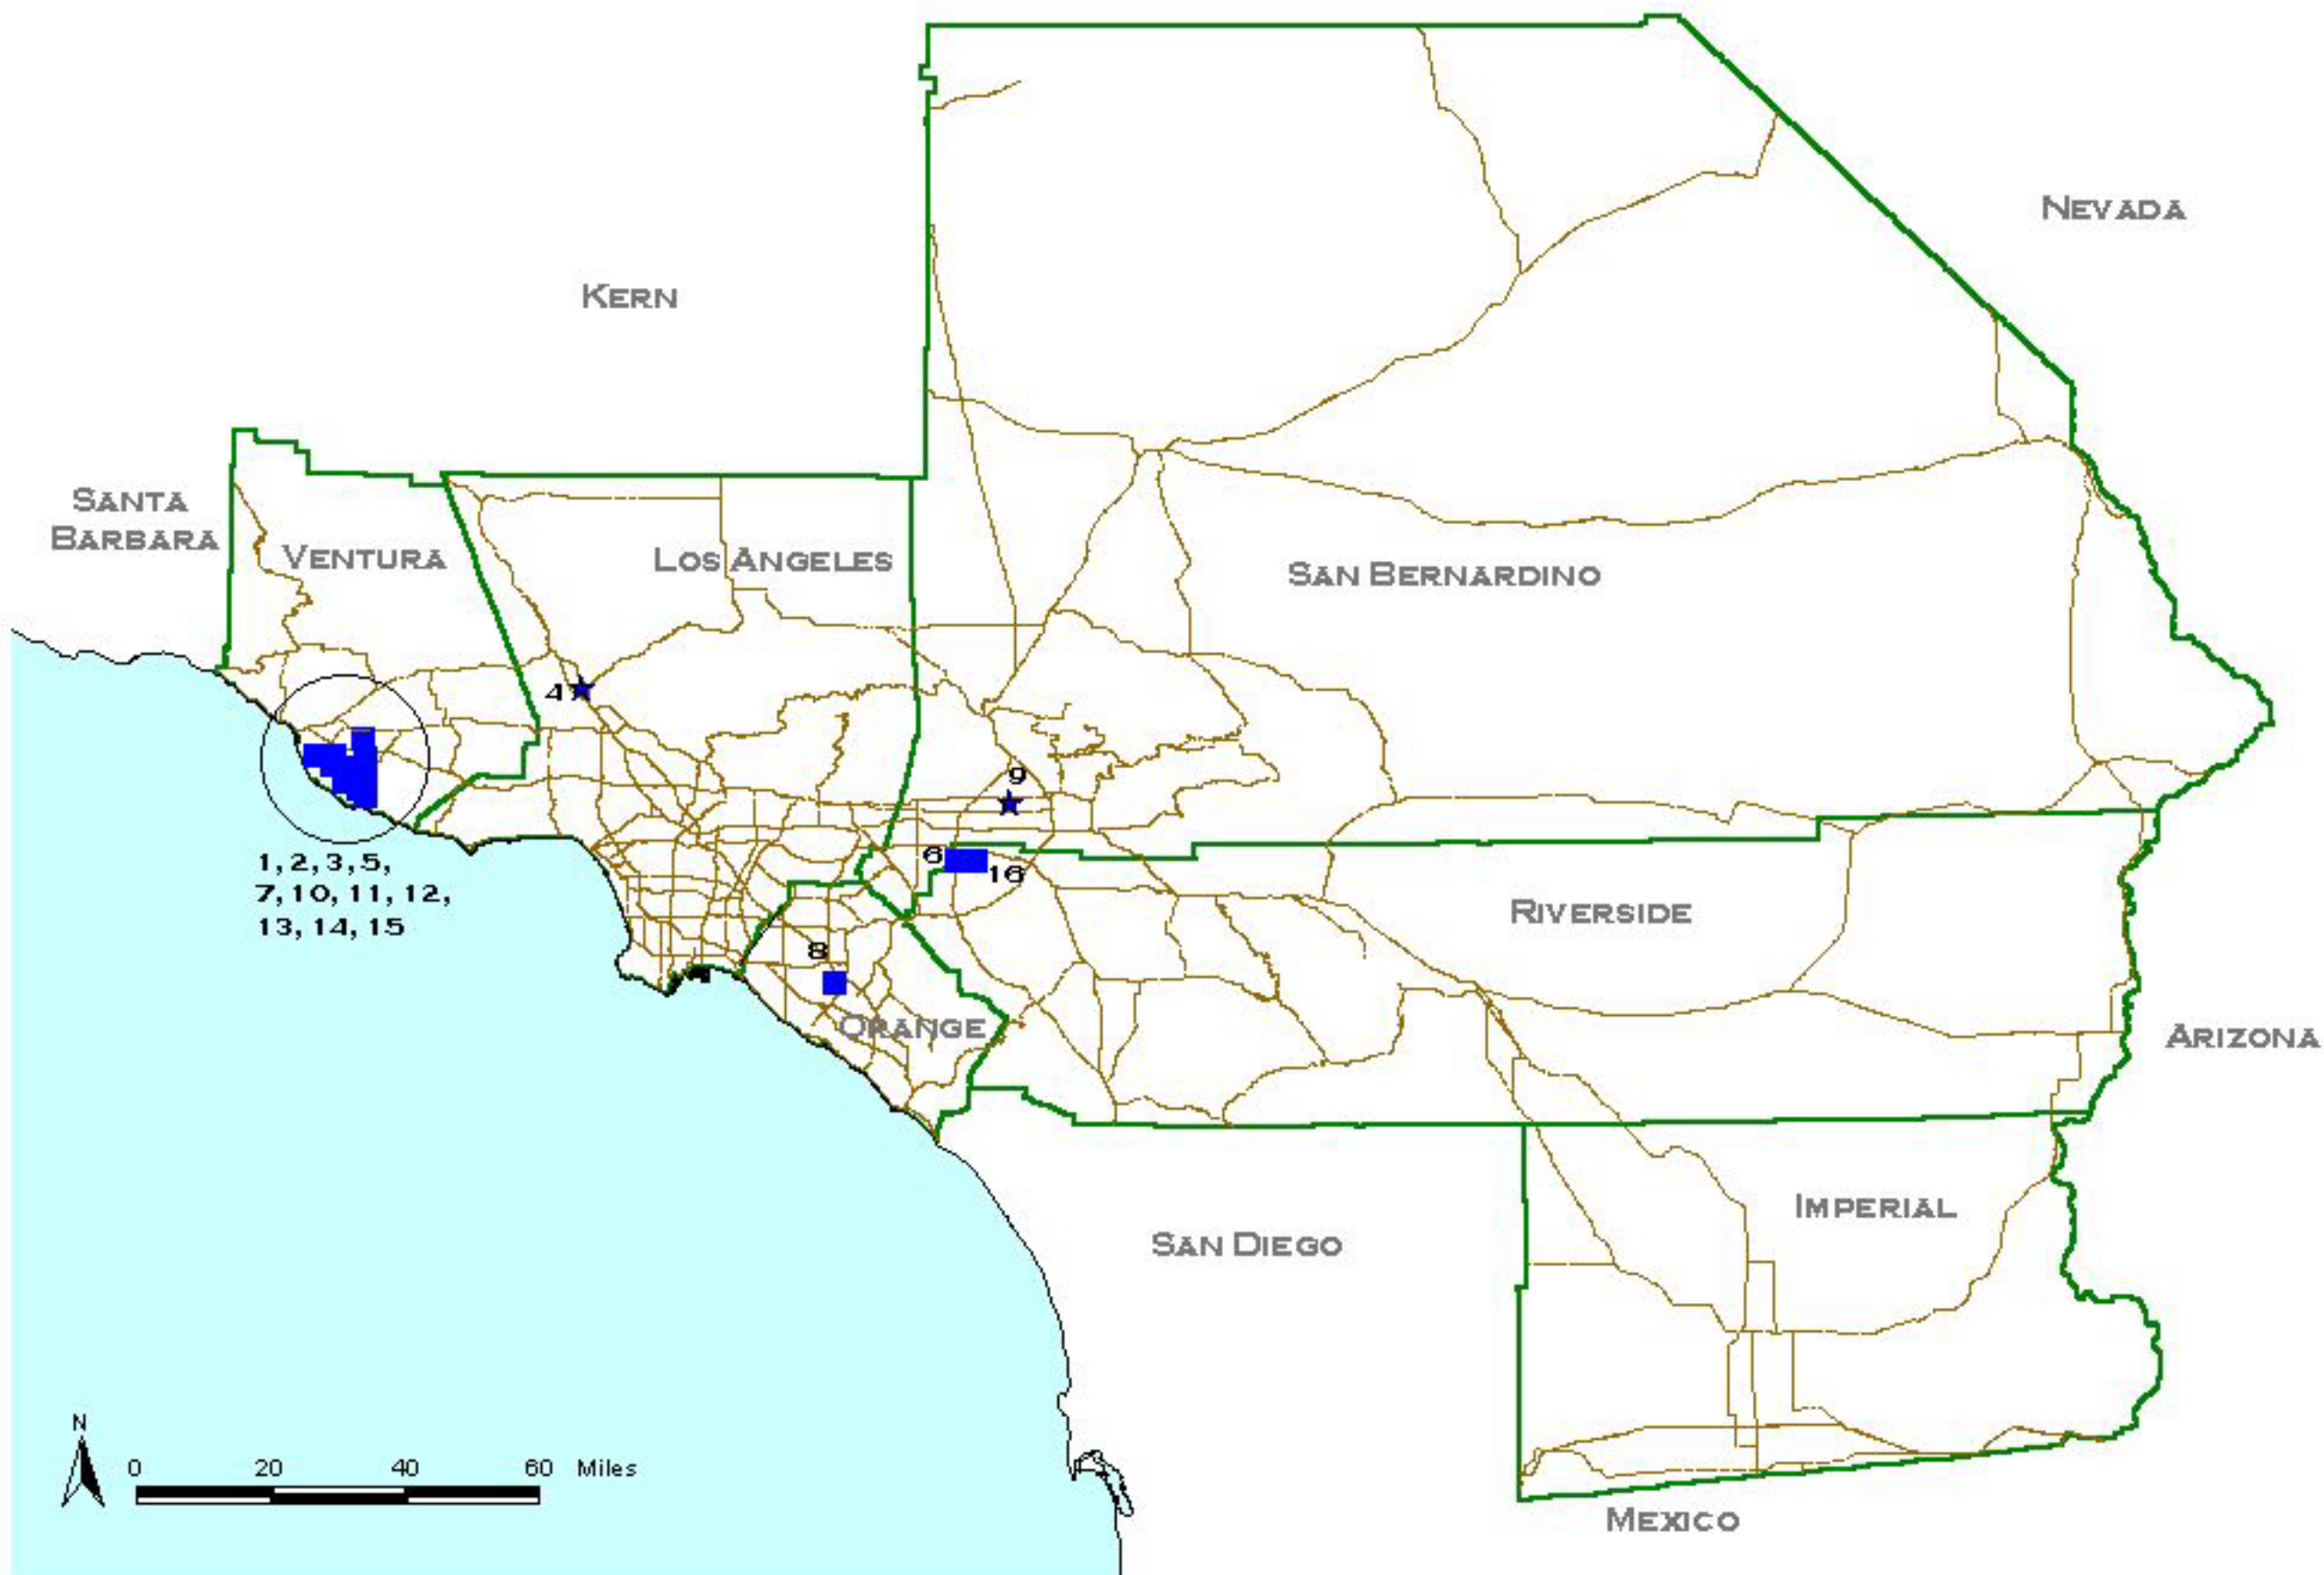 NEVADA
KERN
SANTA
BARBARA
VENTURA
LOS ANGELES
SAN BERNARDINO
4
9
1, 2, 3, 5,
7, 10, 11, 12,
13, 14, 15
6
16
RIVERSIDE
8
ORANGE
ARIZONA
IMPERIAL
SAN DIEGO
N
0 20 40 60 Miles
MEXICO